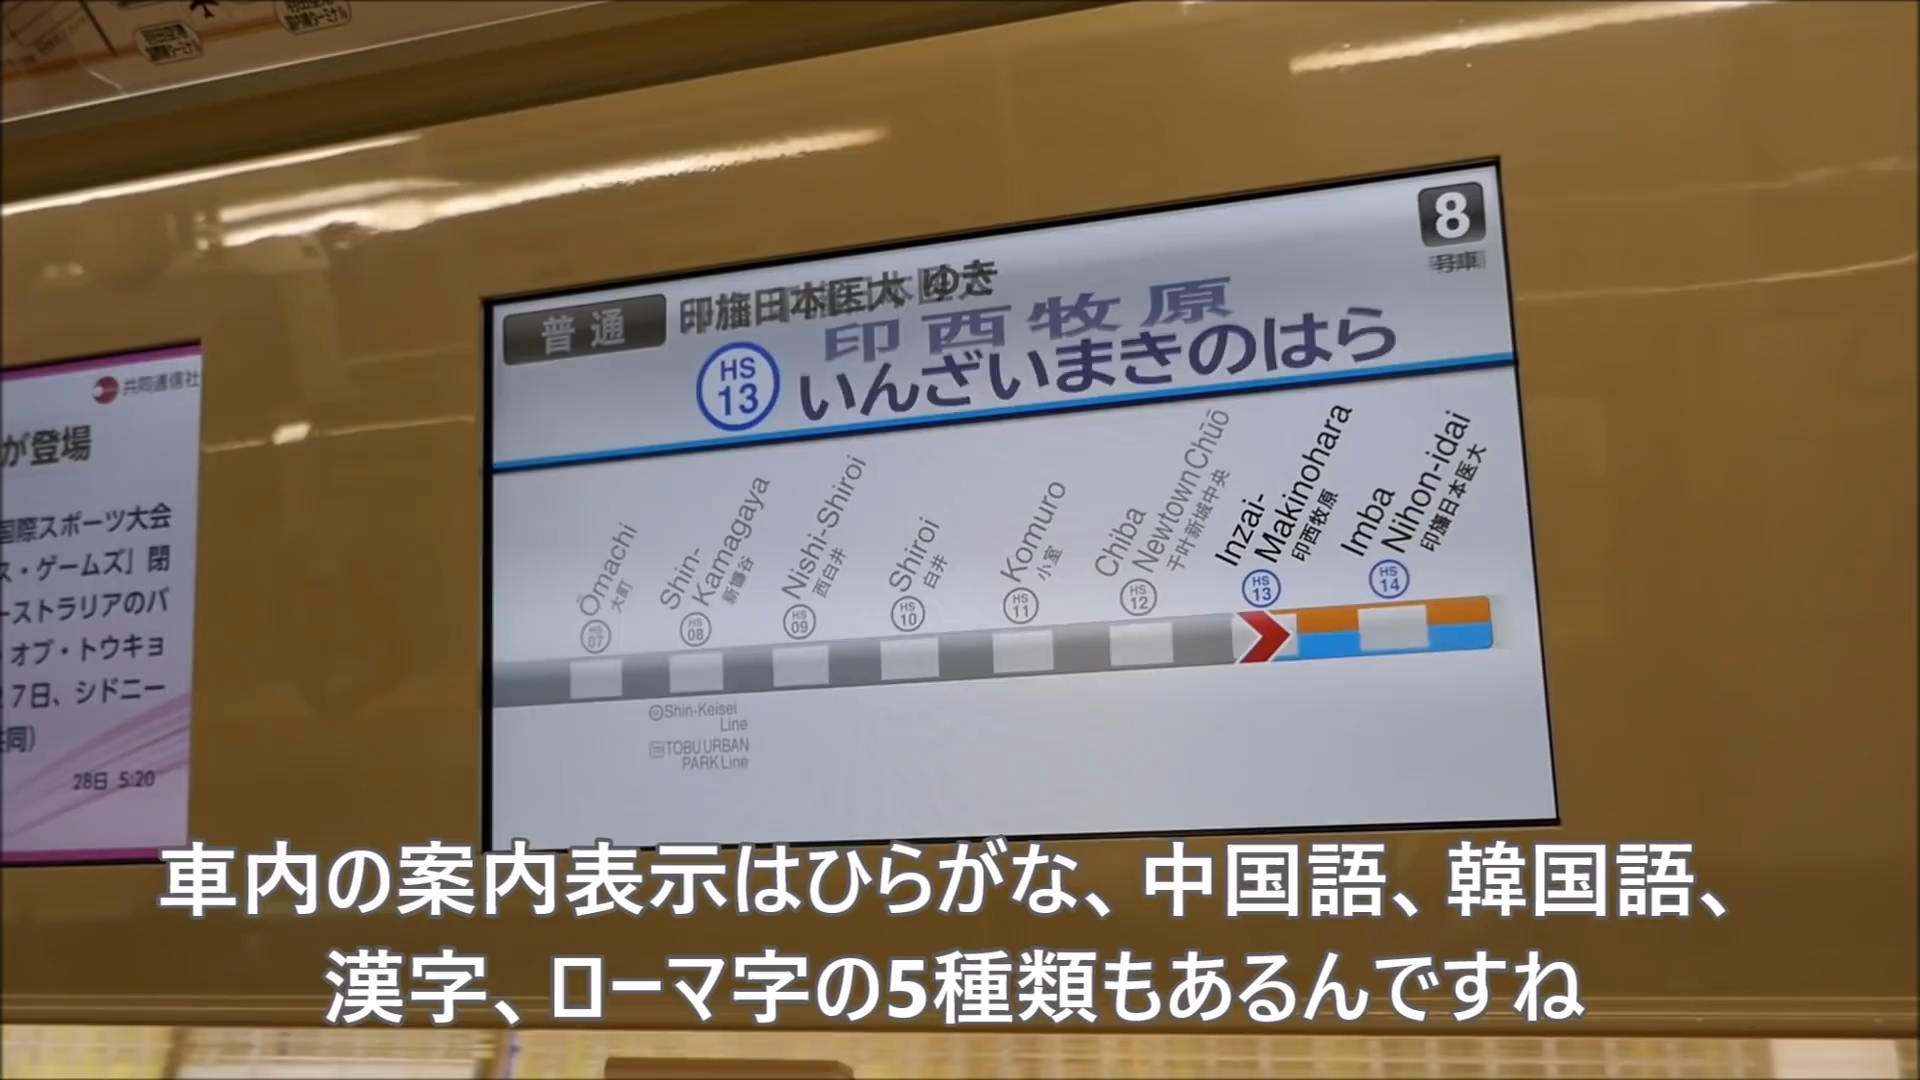 共同通信社
が登場
国際スポーツ大会
ス・ゲームズ」閉
ーストラリアのパ
・オブ・トウキョ
27日、シドニー
共同)
28日 5:20
8
号車
普通
印旛日本医大 ゆき
印西牧原
HS
13
いんざいまきのはら
Ōmachi
大町
HS
07
Shin-
Kamagaya
新鎌谷
HS
08
Nishi-Shiroi
西白井
HS
09
Shiroi
白井
HS
10
Komuro
小室
HS
11
Chiba
Newtown Chūō
千叶新城中央
HS
12
Inzai-
Makinohara
印西牧原
HS
13
Imba
Nihon-idai
印旛日本医大
HS
14
Shin-Keisei
Line
TOBU URBAN
PARK Line
車内の案内表示はひらがな、中国語、韓国語、
漢字、ローマ字の5種類もあるんですね